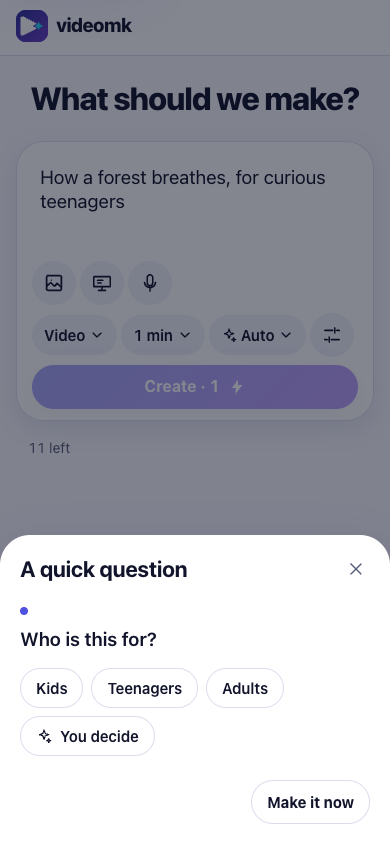 videomk
What should we make?
How a forest breathes, for curious
teenagers
Video
1 min
Auto
Create · 1
11 left
A quick question
Who is this for?
Kids
Teenagers
Adults
You decide
Make it now